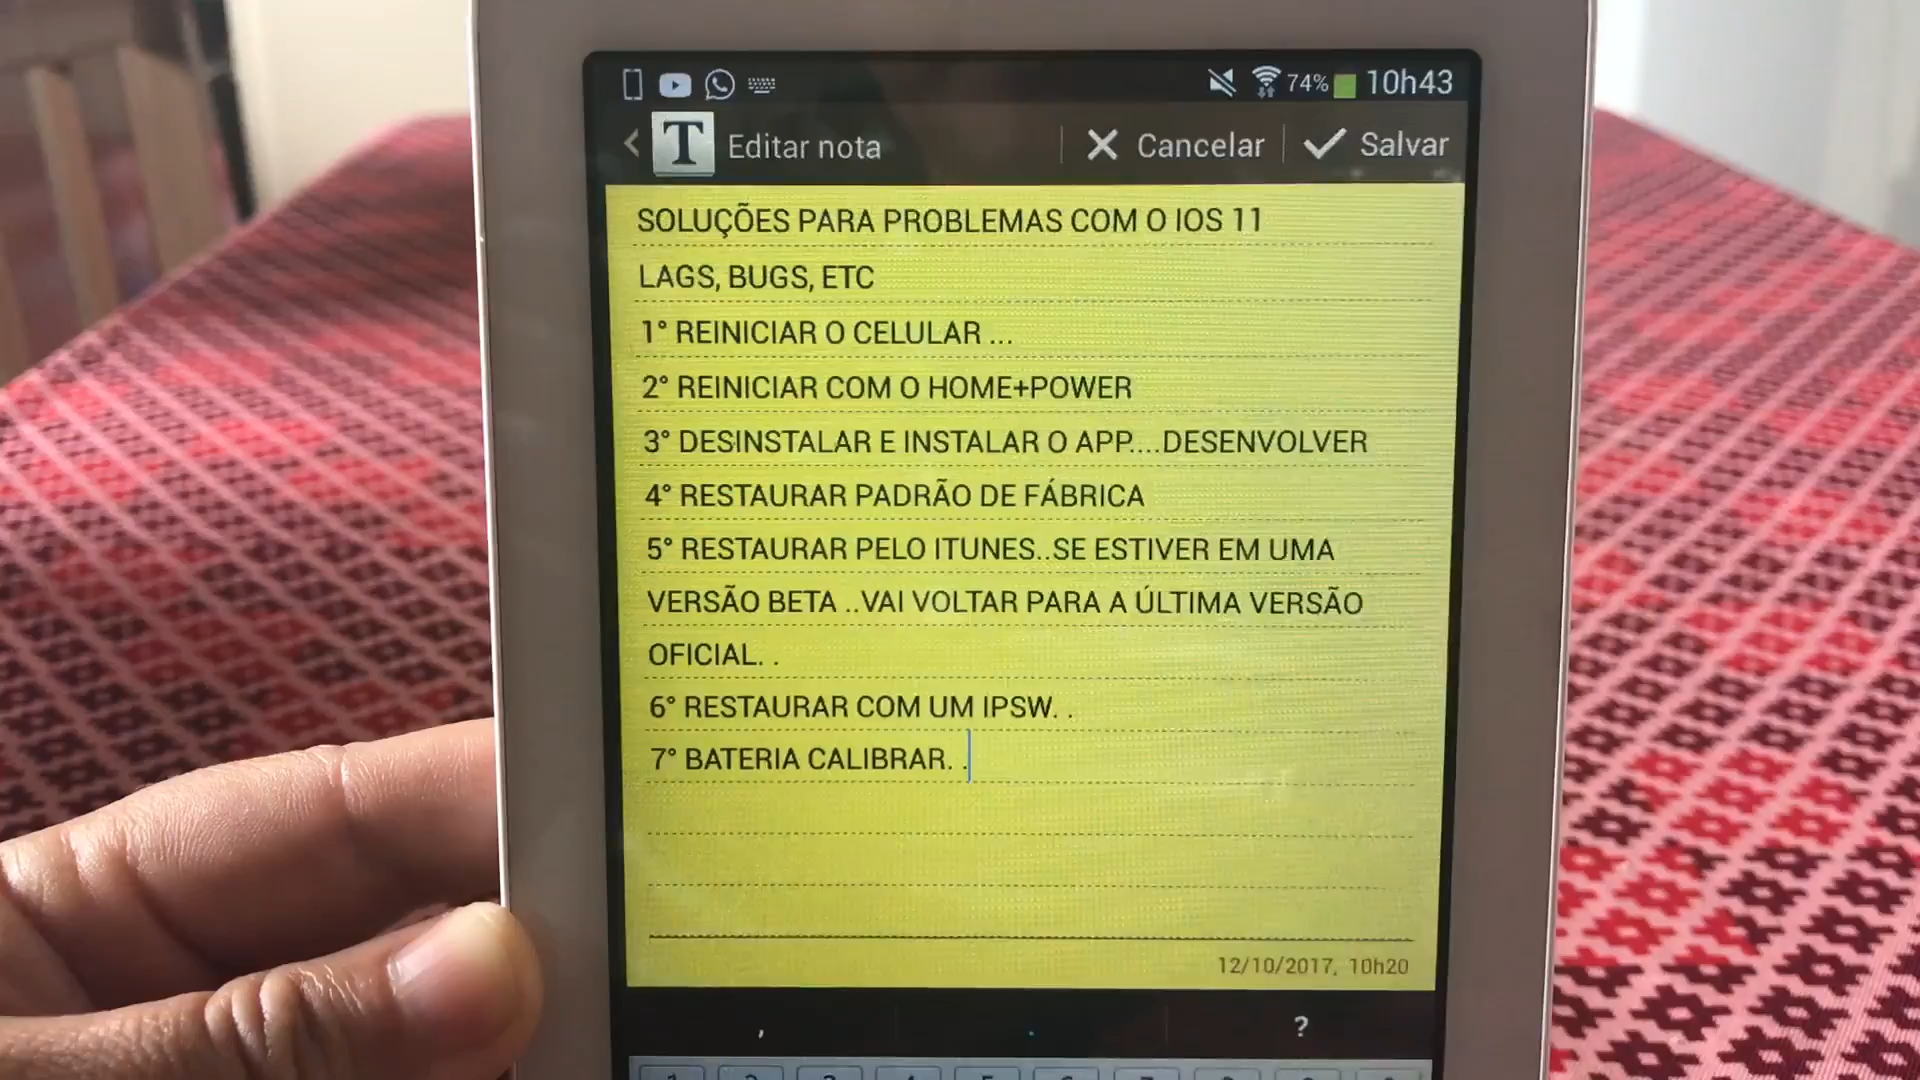 74% 10h43
T Editar nota Cancelar Salvar
SOLUÇÕES PARA PROBLEMAS COM O IOS 11
LAGS, BUGS, ETC
1° REINICIAR O CELULAR ...
2° REINICIAR COM O HOME+POWER
3° DESINSTALAR E INSTALAR O APP....DESENVOLVER
4° RESTAURAR PADRÃO DE FÁBRICA
5° RESTAURAR PELO ITUNES..SE ESTIVER EM UMA
VERSÃO BETA ..VAI VOLTAR PARA A ÚLTIMA VERSÃO
OFICIAL. .
6° RESTAURAR COM UM IPSW. .
7° BATERIA CALIBRAR. .
12/10/2017, 10h20
, . ?